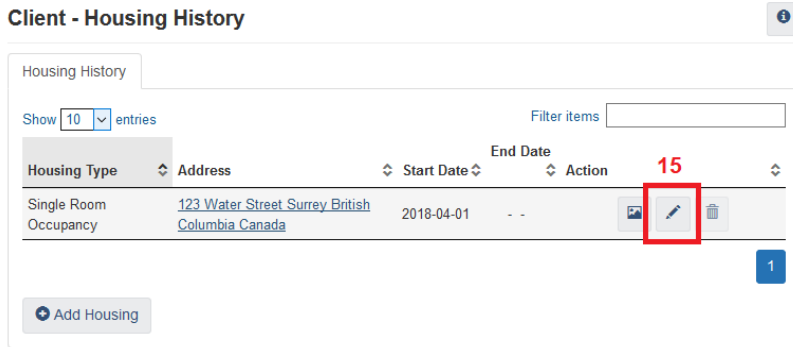 Client - Housing History
Housing History
Show 10 entries
Filter items
Housing Type Address Start Date End Date Action 15
Single Room Occupancy 123 Water Street Surrey British Columbia Canada 2018-04-01 - -
1
Add Housing